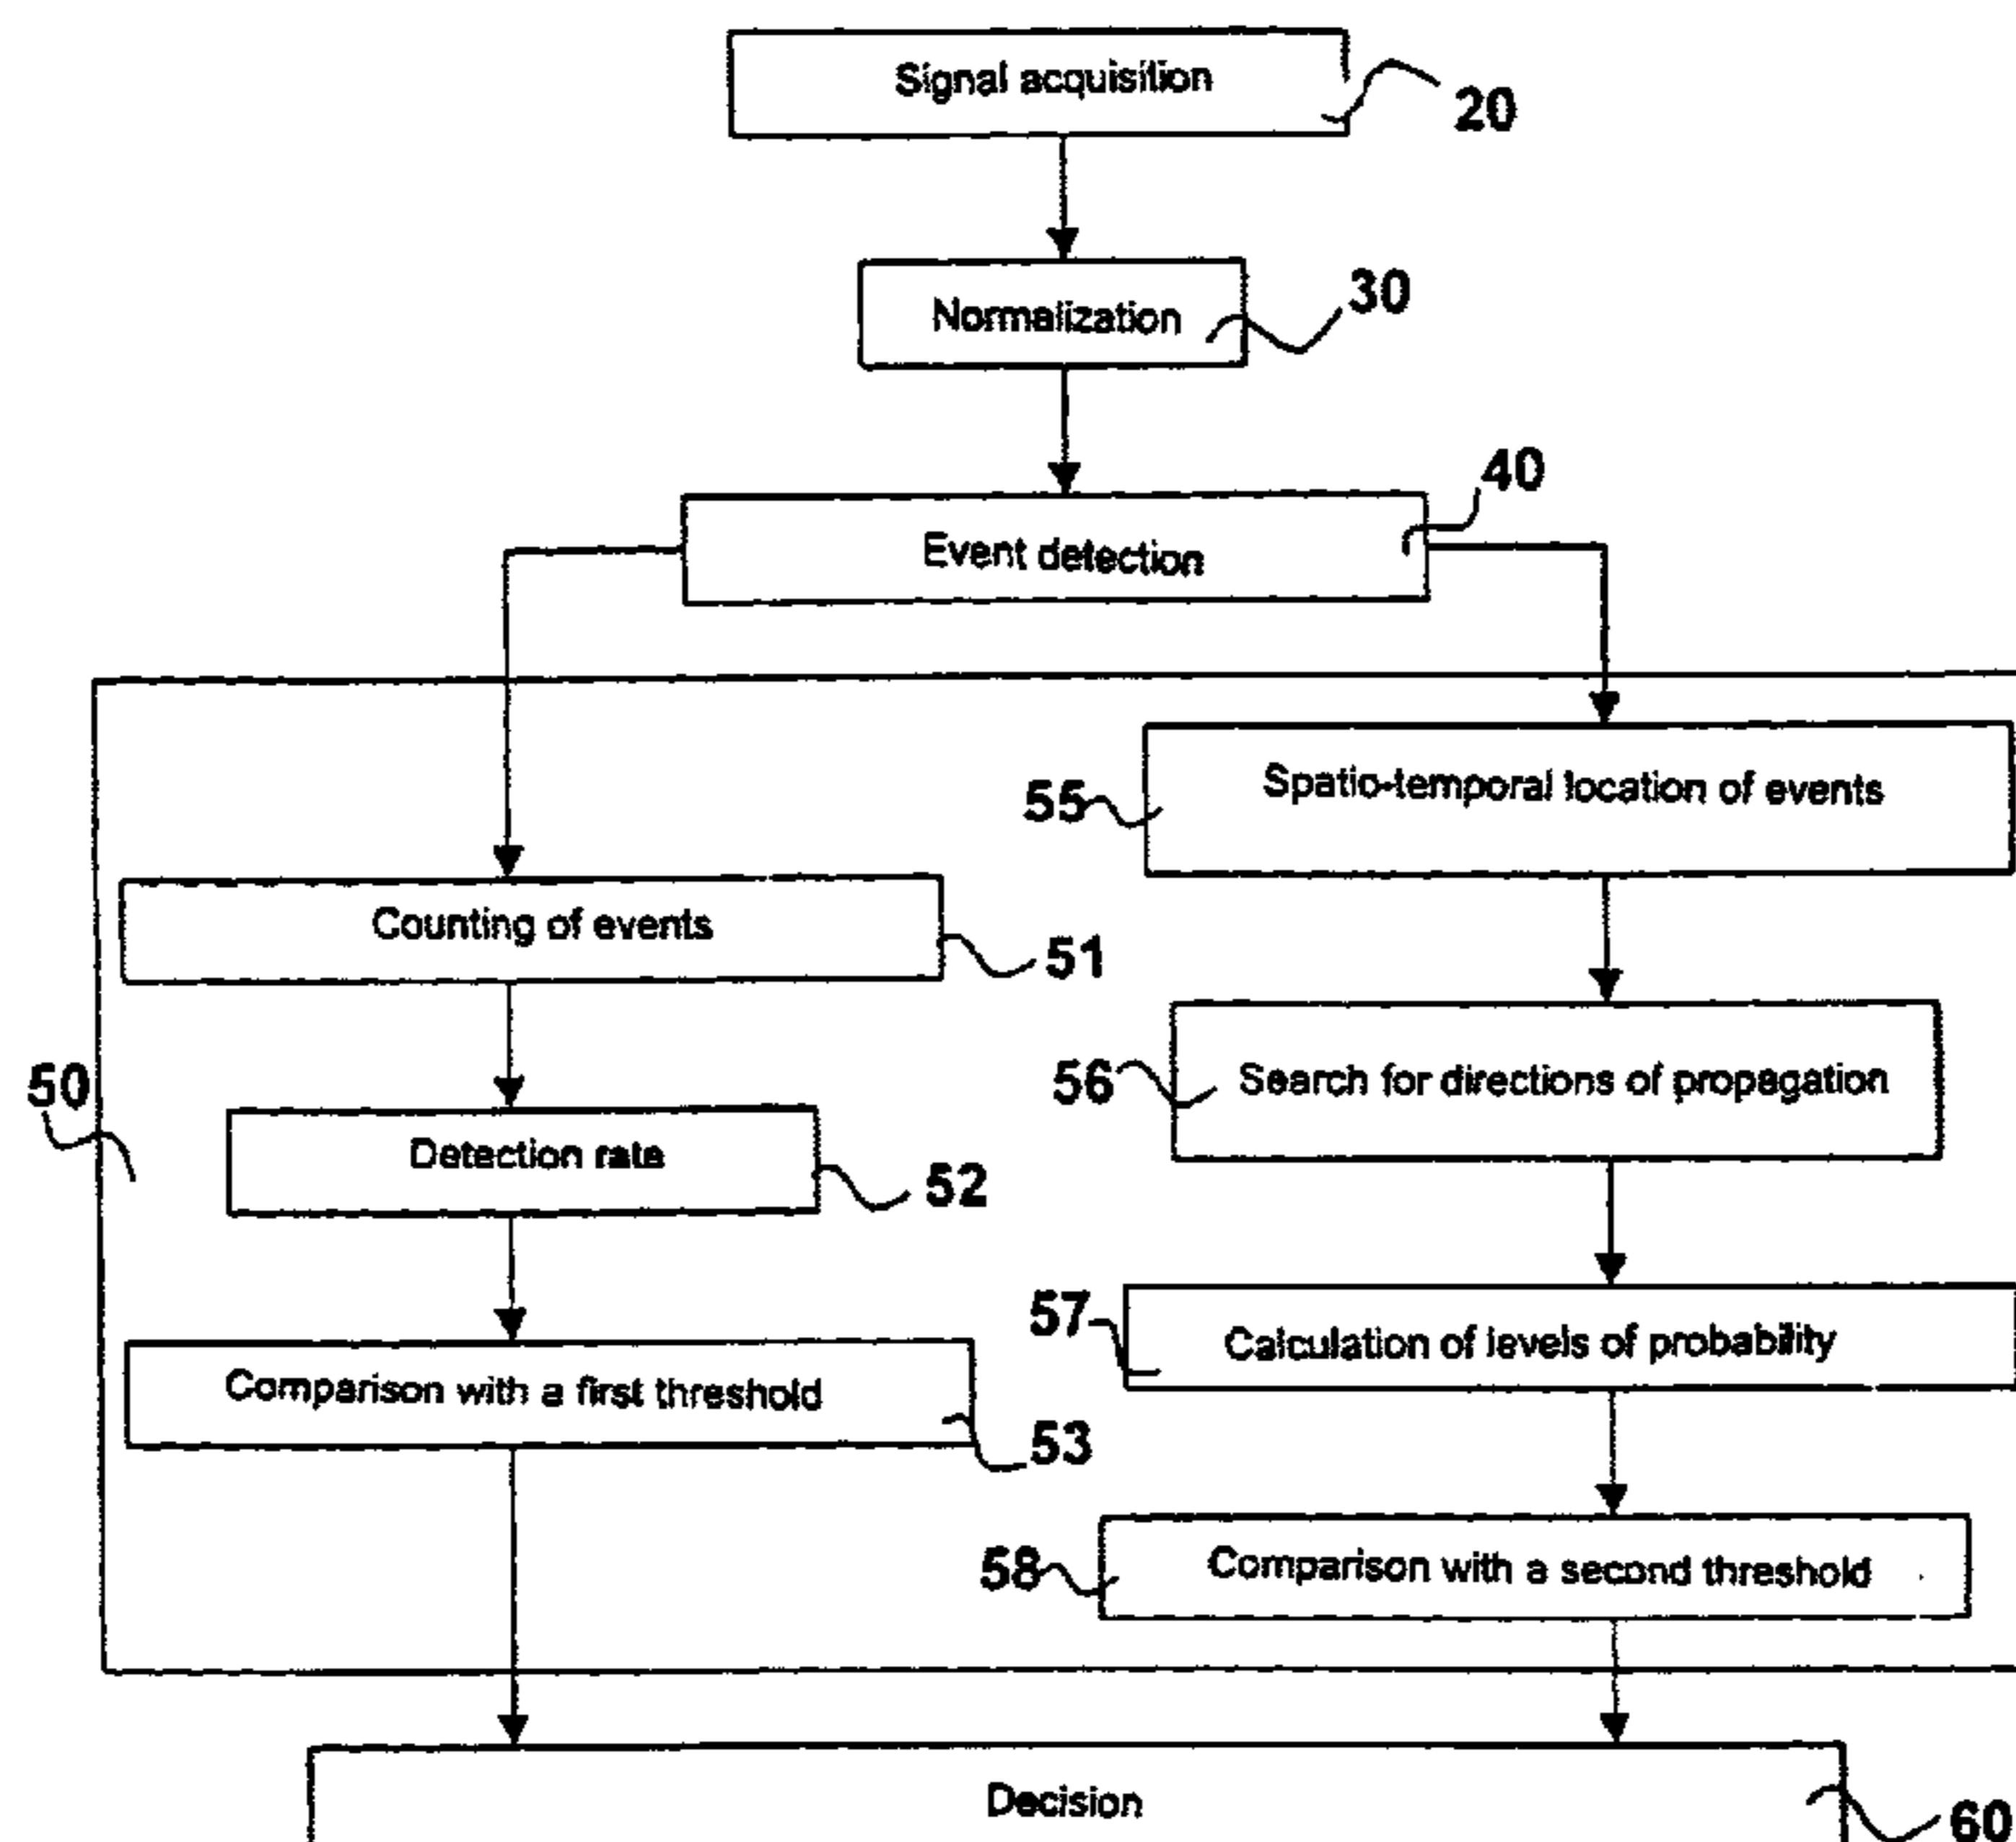 Signal acquisition
20
Normalization
30
40
Event detection
Spatio-temporal location of events
55
Counting of events
51
50
56
Search for directions of propagation
Detection rate
52
57
Calculation of levels of probability
Comparison with a first threshold
53
58
Comparison with a second threshold
Decision
60